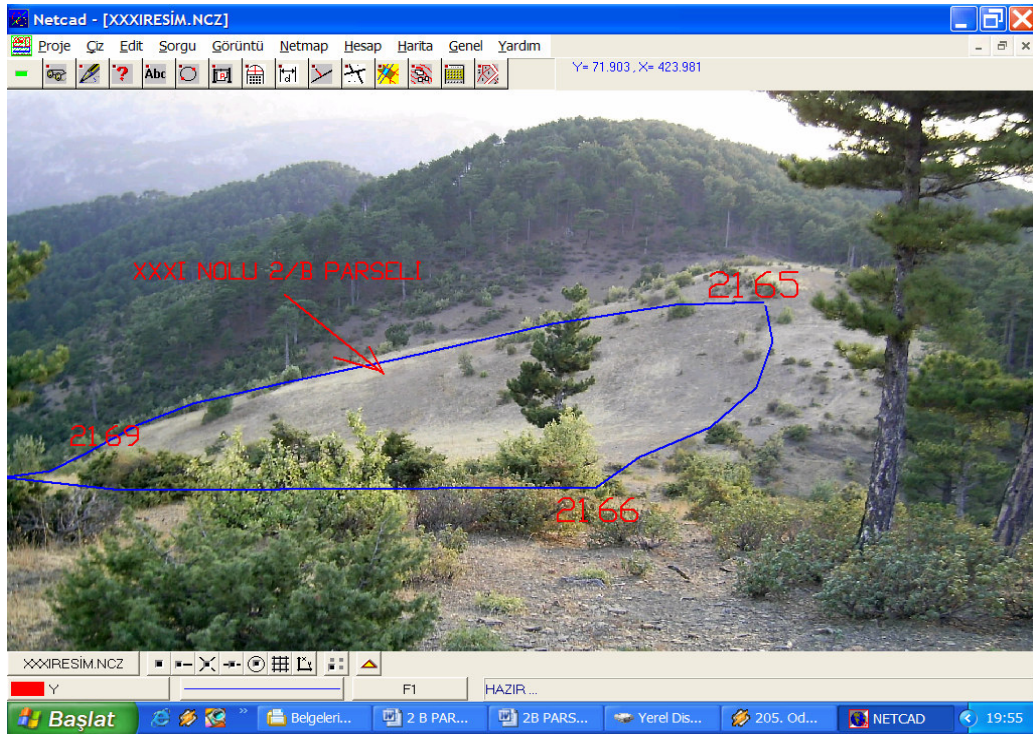 Netcad - [XXXIRESİM.NCZ]
Proje Çiz Edit Sorgu Görüntü Netmap Hesap Harita Genel Yardım
Abc
Y= 71.903 , X= 423.981
XXXI NOLU 2/B PARSELİ
2165
2169
2166
XXXIRESİM.NCZ
Y F1 HAZIR ...
Başlat Belgeleri... 2 B PAR... 2B PARS... Yerel Dis... 205. Od... NETCAD 19:55